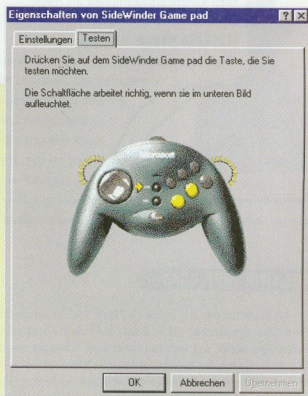 Eigenschaften von SideWinder Game pad
Einstellungen Testen
Drücken Sie auf dem SideWinder Game pad die Taste, die Sie
testen möchten.
Die Schaltfläche arbeitet richtig, wenn sie im unteren Bild
aufleuchtet.
Microsoft
OK Abbrechen Übernehmen